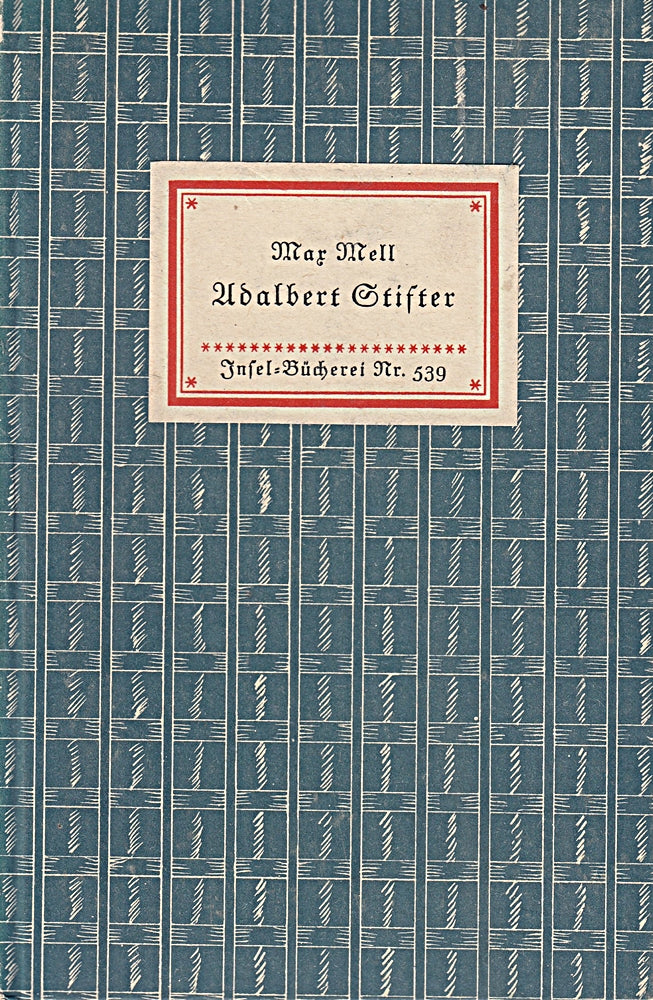 Max Mell
Adalbert Stifter
Insel-Bücherei Nr. 539